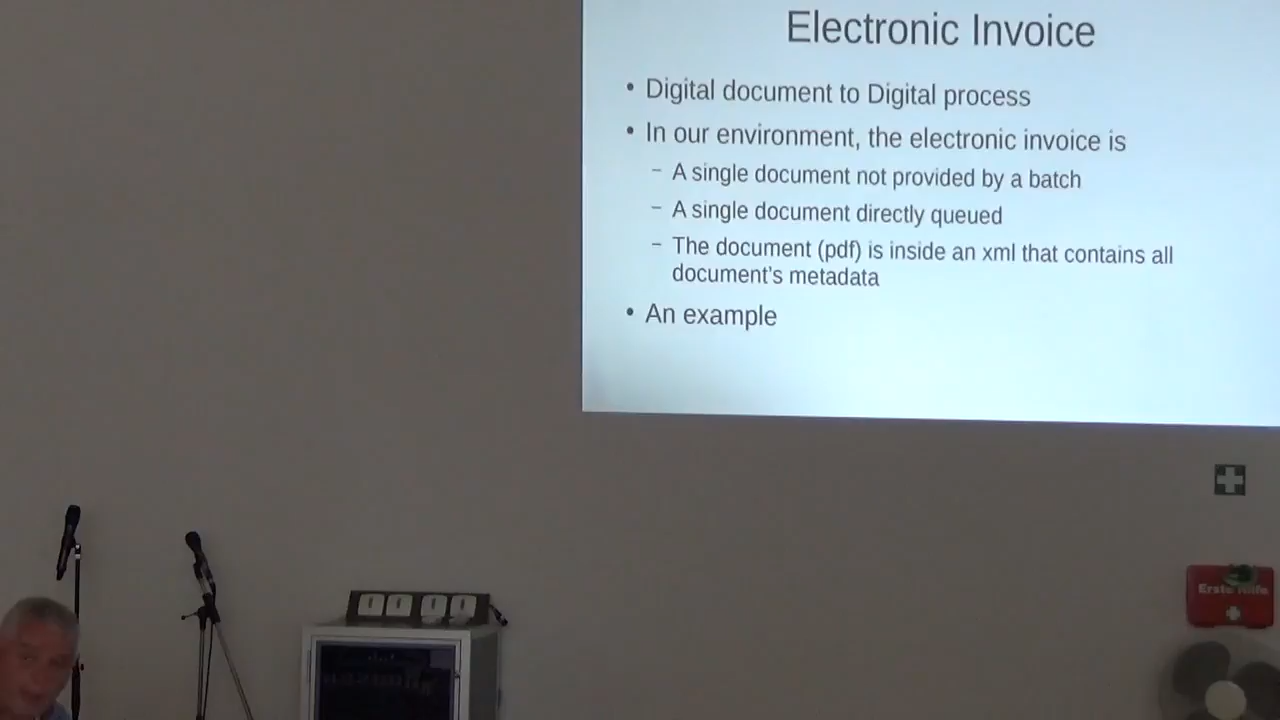 Electronic Invoice
• Digital document to Digital process
• In our environment, the electronic invoice is
– A single document not provided by a batch
– A single document directly queued
– The document (pdf) is inside an xml that contains all
document's metadata
• An example
Erste Hilfe